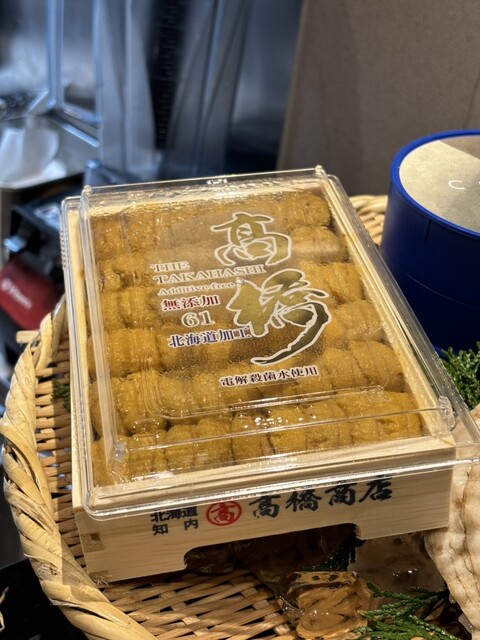 高橋
THE
TAKAHASHI
Additive-free
無添加
61
北海道加工
電解殺菌水使用
北海道
知内
高
髙橋商店